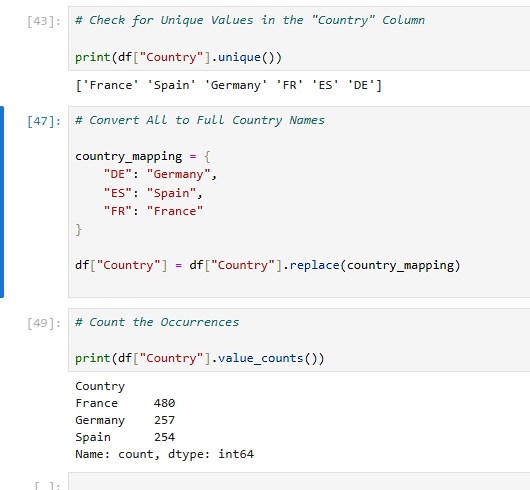 [43]: # Check for Unique Values in the "Country" Column
print(df["Country"].unique())
['France' 'Spain' 'Germany' 'FR' 'ES' 'DE']
[47]: # Convert All to Full Country Names
country_mapping = {
"DE": "Germany",
"ES": "Spain",
"FR": "France"
}
df["Country"] = df["Country"].replace(country_mapping)
[49]: # Count the Occurrences
print(df["Country"].value_counts())
Country
France 480
Germany 257
Spain 254
Name: count, dtype: int64
[ ]: